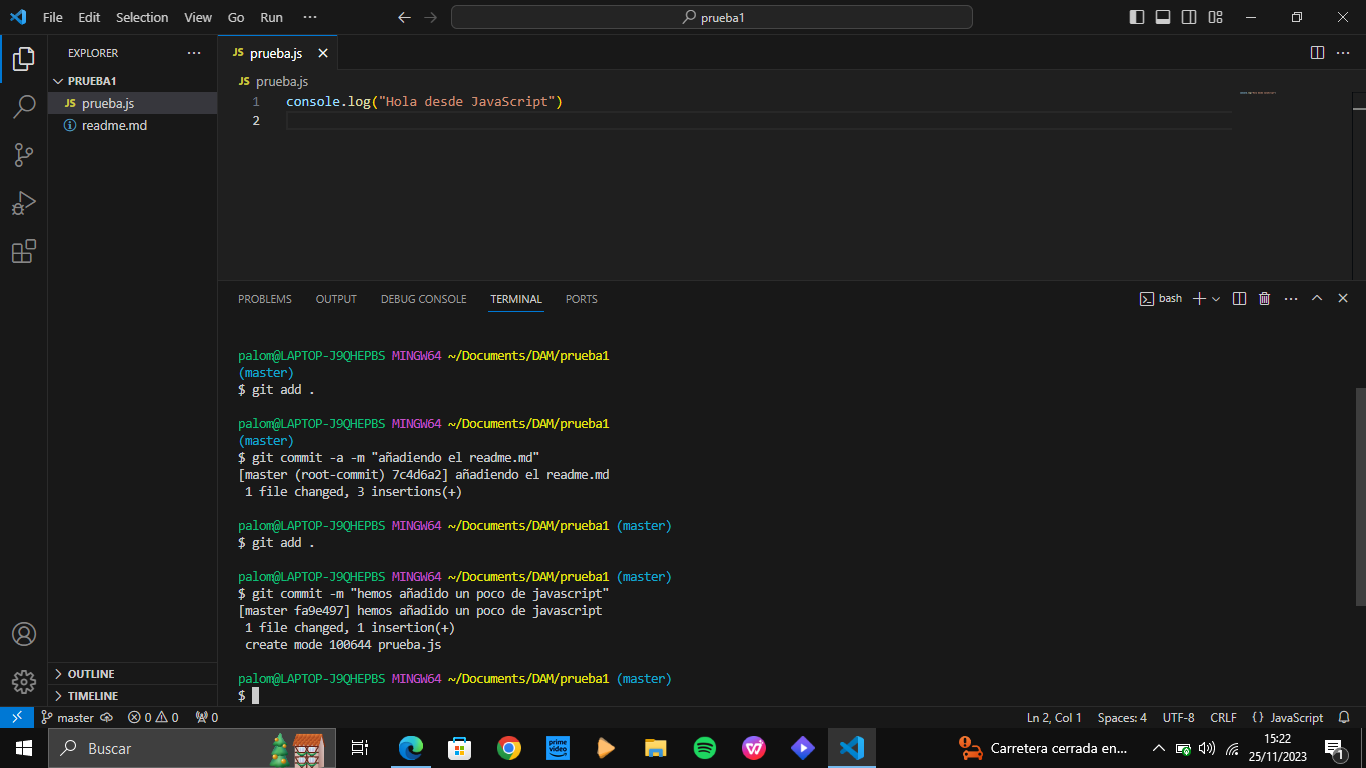 File Edit Selection View Go Run ···
prueba1
EXPLORER
PRUEBA1
JS prueba.js
readme.md
OUTLINE
TIMELINE
JS prueba.js
JS prueba.js
1 console.log("Hola desde JavaScript")
2
PROBLEMS OUTPUT DEBUG CONSOLE TERMINAL PORTS
bash
palom@LAPTOP-J9QHEPBS MINGW64 ~/Documents/DAM/prueba1
(master)
$ git add .
palom@LAPTOP-J9QHEPBS MINGW64 ~/Documents/DAM/prueba1
(master)
$ git commit -a -m "añadiendo el readme.md"
[master (root-commit) 7c4d6a2] añadiendo el readme.md
1 file changed, 3 insertions(+)
palom@LAPTOP-J9QHEPBS MINGW64 ~/Documents/DAM/prueba1 (master)
$ git add .
palom@LAPTOP-J9QHEPBS MINGW64 ~/Documents/DAM/prueba1 (master)
$ git commit -m "hemos añadido un poco de javascript"
[master fa9e497] hemos añadido un poco de javascript
1 file changed, 1 insertion(+)
create mode 100644 prueba.js
palom@LAPTOP-J9QHEPBS MINGW64 ~/Documents/DAM/prueba1 (master)
$
master 0 0 0 Ln 2, Col 1 Spaces: 4 UTF-8 CRLF {} JavaScript
Buscar
prime video
Carretera cerrada en...
15:22
25/11/2023
1